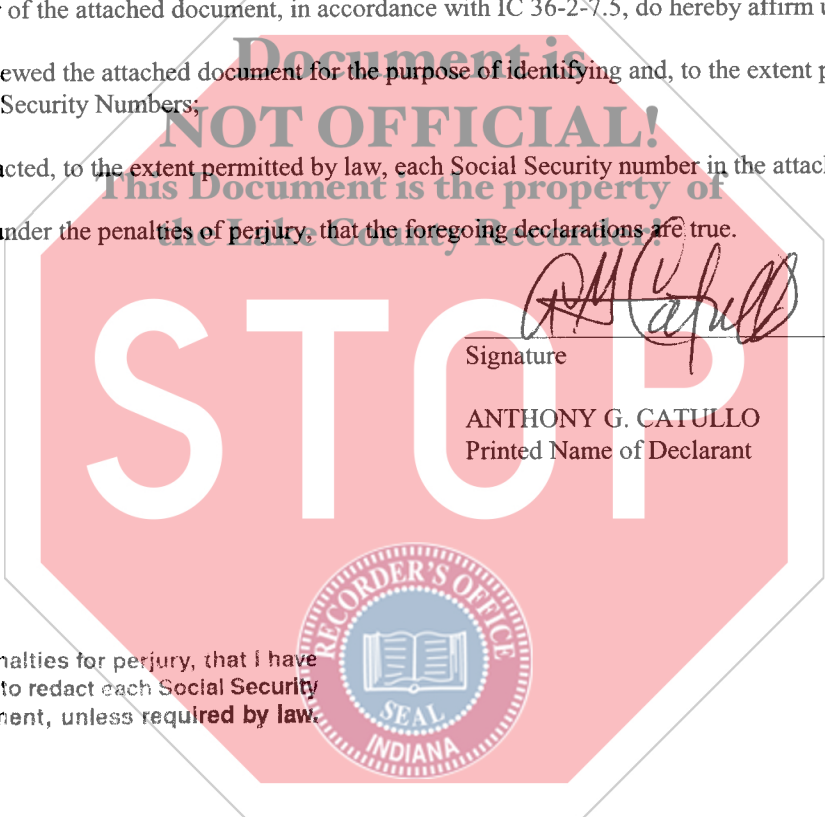 of the attached document, in accordance with IC 36-2-7.5, do hereby affirm u
Document is
ewed the attached document for the purpose of identifying and, to the extent p
Security Numbers;
NOT OFFICIAL!
acted, to the extent permitted by law, each Social Security number in the attac
This Document is the property of
under the penalties of perjury, that the foregoing declarations are true.
the Lake County Recorder!
Signature
STOP
ANTHONY G. CATULLO
Printed Name of Declarant
RECORDER'S OFFICE
nalties for perjury, that I have
to redact each Social Security
ment, unless required by law.
SEAL
INDIANA